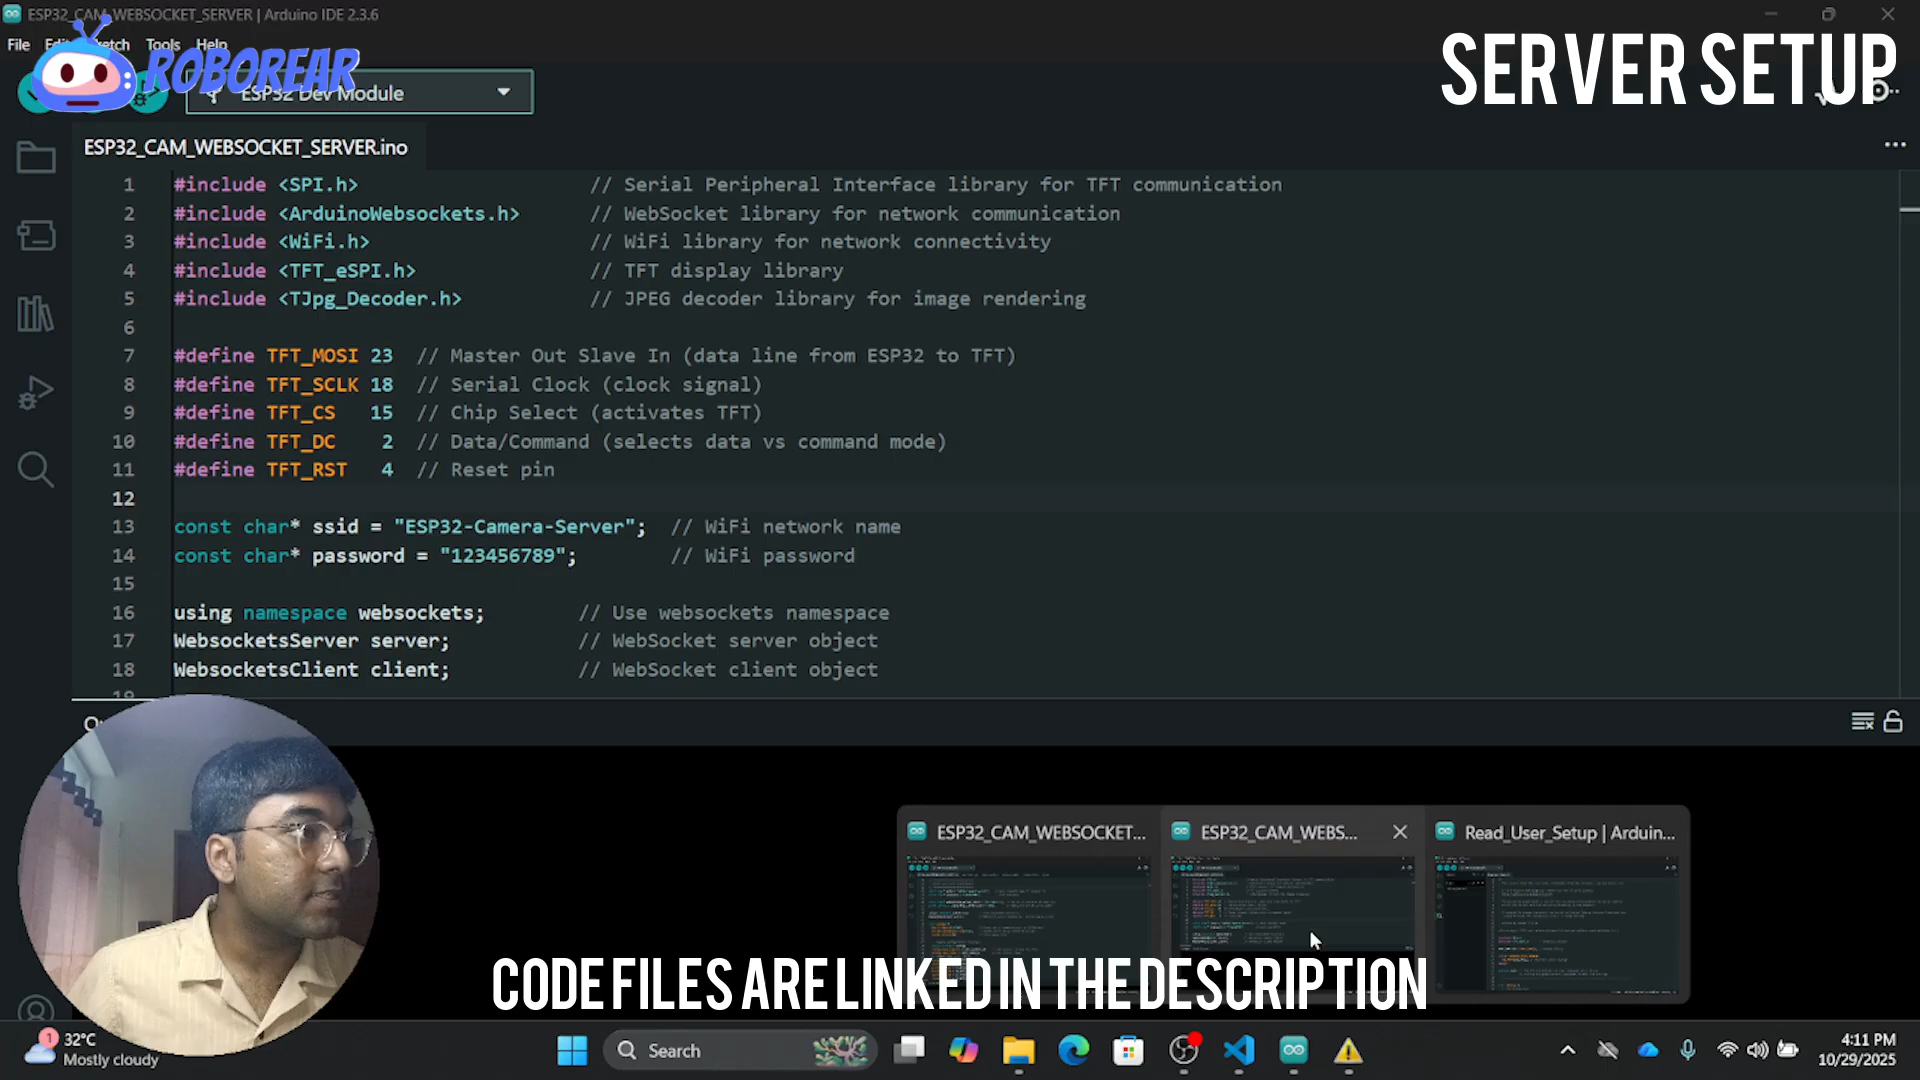 ESP32_CAM_WEBSOCKET_SERVER | Arduino IDE 2.3.6
File Edit Sketch Tools Help
ROBOREAR
ESP32 Dev Module
SERVER SETUP
ESP32_CAM_WEBSOCKET_SERVER.ino
1 #include <SPI.h> // Serial Peripheral Interface library for TFT communication
2 #include <ArduinoWebsockets.h> // WebSocket library for network communication
3 #include <WiFi.h> // WiFi library for network connectivity
4 #include <TFT_eSPI.h> // TFT display library
5 #include <TJpg_Decoder.h> // JPEG decoder library for image rendering
6
7 #define TFT_MOSI 23 // Master Out Slave In (data line from ESP32 to TFT)
8 #define TFT_SCLK 18 // Serial Clock (clock signal)
9 #define TFT_CS 15 // Chip Select (activates TFT)
10 #define TFT_DC 2 // Data/Command (selects data vs command mode)
11 #define TFT_RST 4 // Reset pin
12
13 const char* ssid = "ESP32-Camera-Server"; // WiFi network name
14 const char* password = "123456789"; // WiFi password
15
16 using namespace websockets; // Use websockets namespace
17 WebsocketsServer server; // WebSocket server object
18 WebsocketsClient client; // WebSocket client object
19
ESP32_CAM_WEBSOCKET... ESP32_CAM_WEBS... Read_User_Setup | Arduin...
CODE FILES ARE LINKED IN THE DESCRIPTION
1
32°C
Mostly cloudy
Search
4:11 PM
10/29/2025